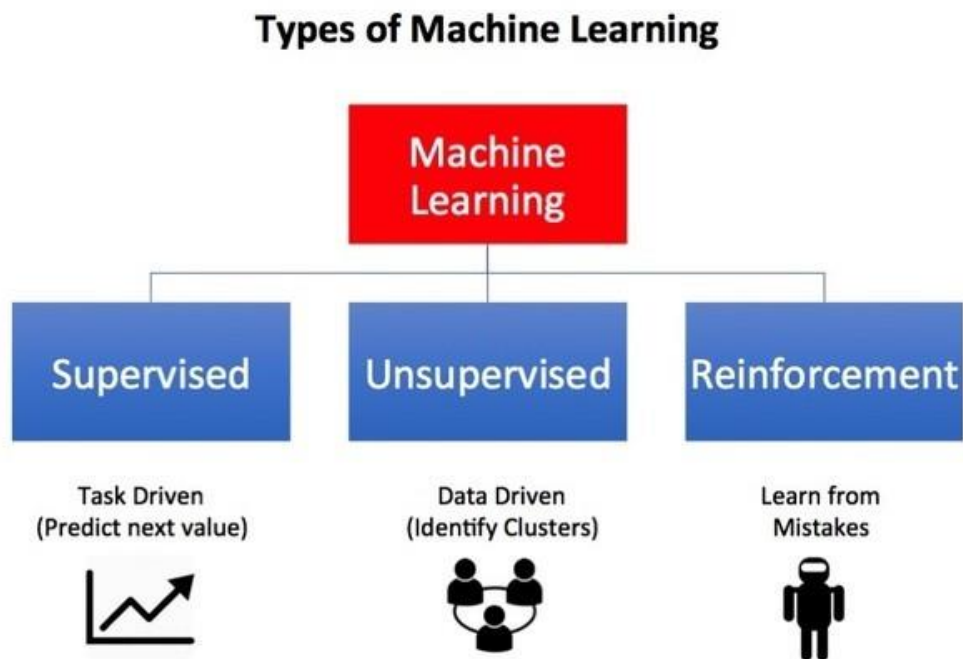 Types of Machine Learning
Machine
Learning
Supervised
Unsupervised
Reinforcement
Task Driven
(Predict next value)
Data Driven
(Identify Clusters)
Learn from
Mistakes